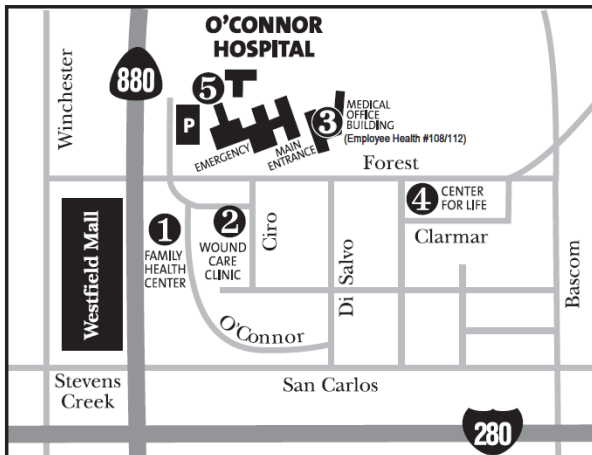 O'CONNOR
HOSPITAL
880
Winchester
5
P
EMERGENCY
MAIN
ENTRANCE
3
MEDICAL
OFFICE
BUILDING
(Employee Health #108/112)
Forest
Westfield Mall
1
FAMILY
HEALTH
CENTER
2
WOUND
CARE
CLINIC
Ciro
Di Salvo
4
CENTER
FOR LIFE
Clarmar
Bascom
O'Connor
Stevens
Creek
San Carlos
280